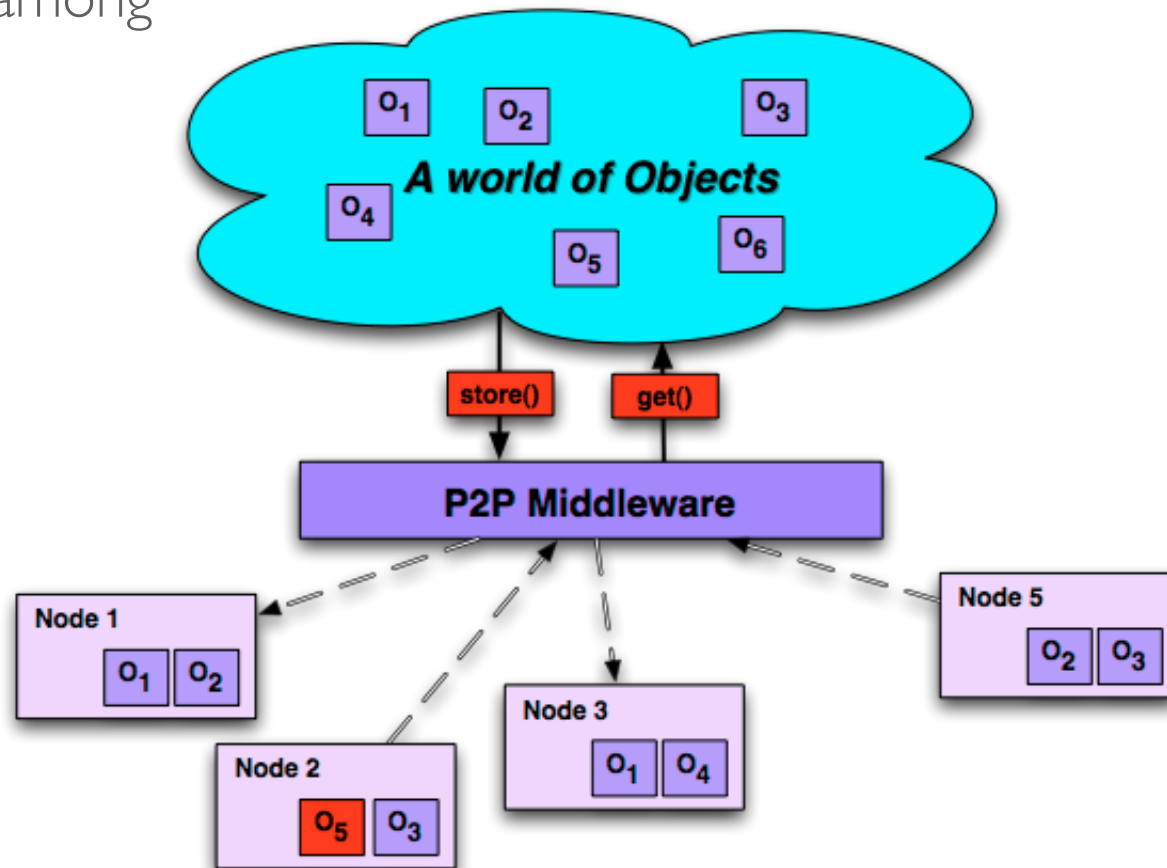 among
O1 O2 O3
A world of Objects
O4 O5 O6
store() get()
P2P Middleware
Node 1
O1 O2
Node 2
O5 O3
Node 3
O1 O4
Node 5
O2 O3